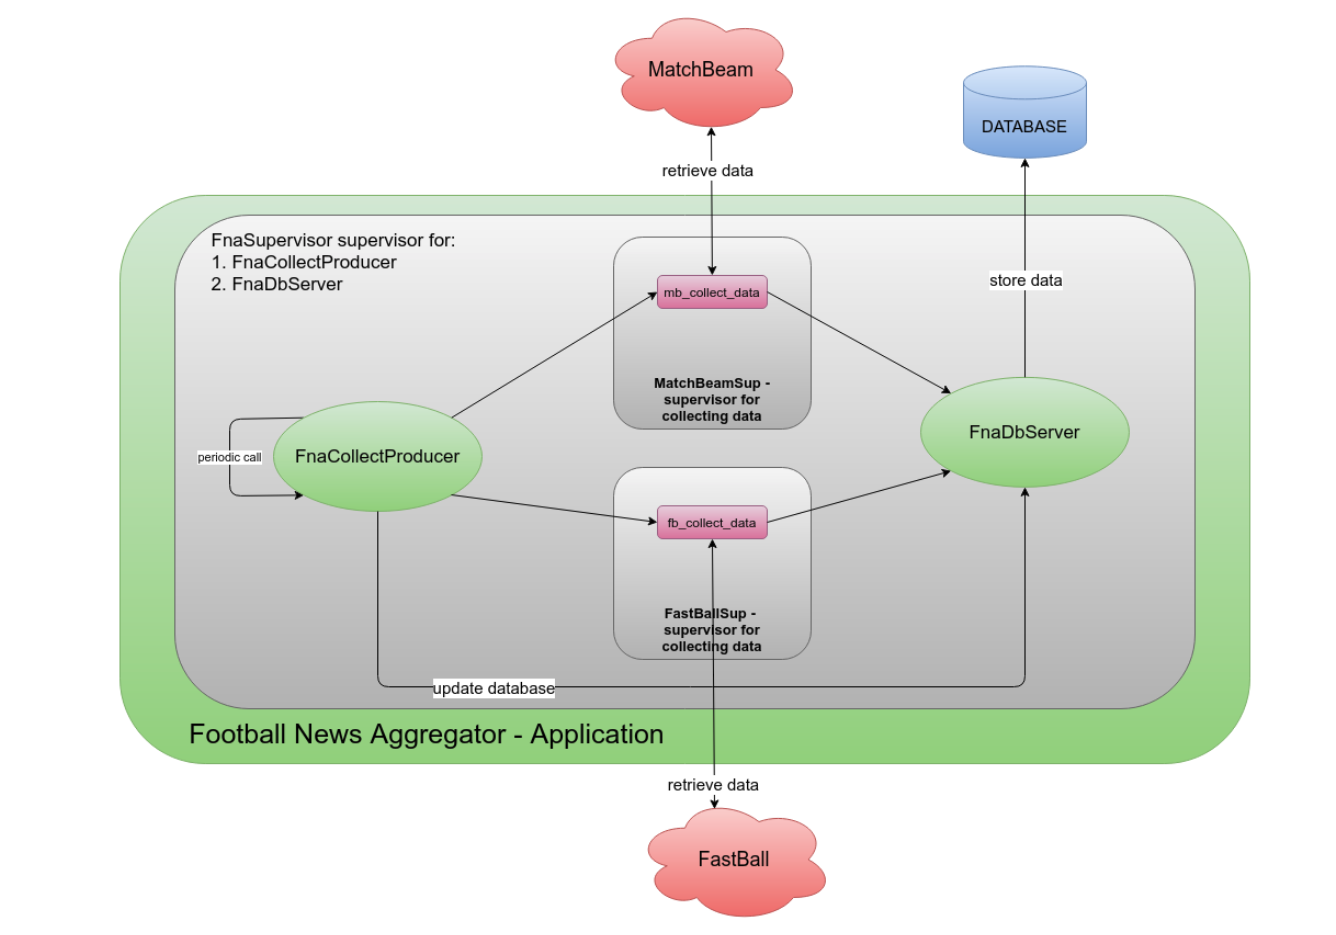 MatchBeam
DATABASE
retrieve data
FnaSupervisor supervisor for:
1. FnaCollectProducer
2. FnaDbServer
store data
mb_collect_data
MatchBeamSup -
supervisor for
collecting data
periodic call
FnaCollectProducer
FnaDbServer
fb_collect_data
FastBallSup -
supervisor for
collecting data
update database
Football News Aggregator - Application
retrieve data
FastBall